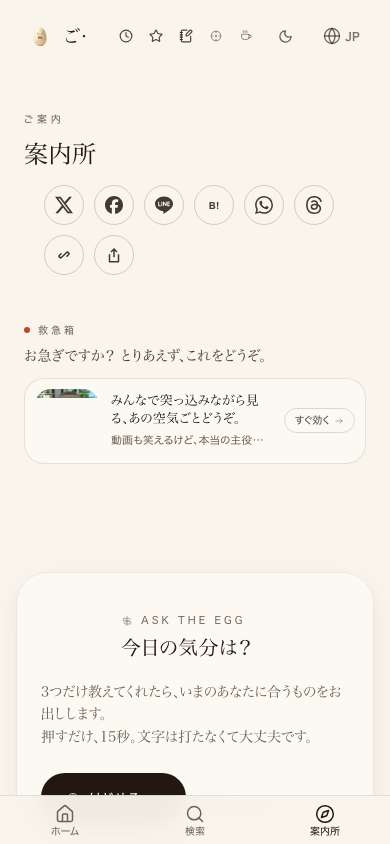 ご・
JP
ご案内
案内所
LINE
B!
救急箱
お急ぎですか? とりあえず、これをどうぞ。
みんなで突っ込みながら見
る、あの空気ごとどうぞ。
動画も笑えるけど、本当の主役…
すぐ効く →
ASK THE EGG
今日の気分は?
3つだけ教えてくれたら、いまのあなたに合うものをお
出しします。
押すだけ、15秒。文字は打たなくて大丈夫です。
ホーム
検索
案内所